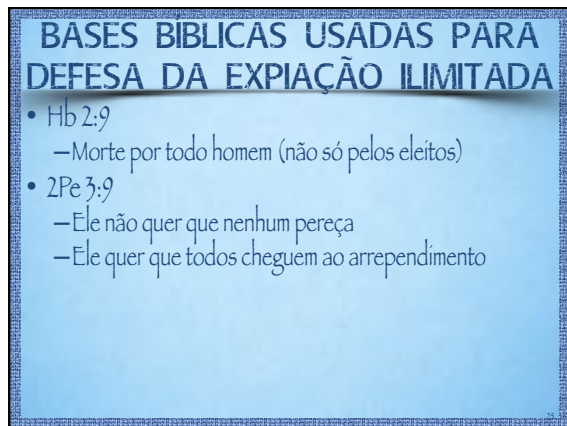 BASES BÍBLICAS USADAS PARA
DEFESA DA EXPIAÇÃO ILIMITADA
• Hb 2:9
–Morte por todo homem (não só pelos eleitos)
• 2Pe 3:9
–Ele não quer que nenhum pereça
–Ele quer que todos cheguem ao arrependimento
25